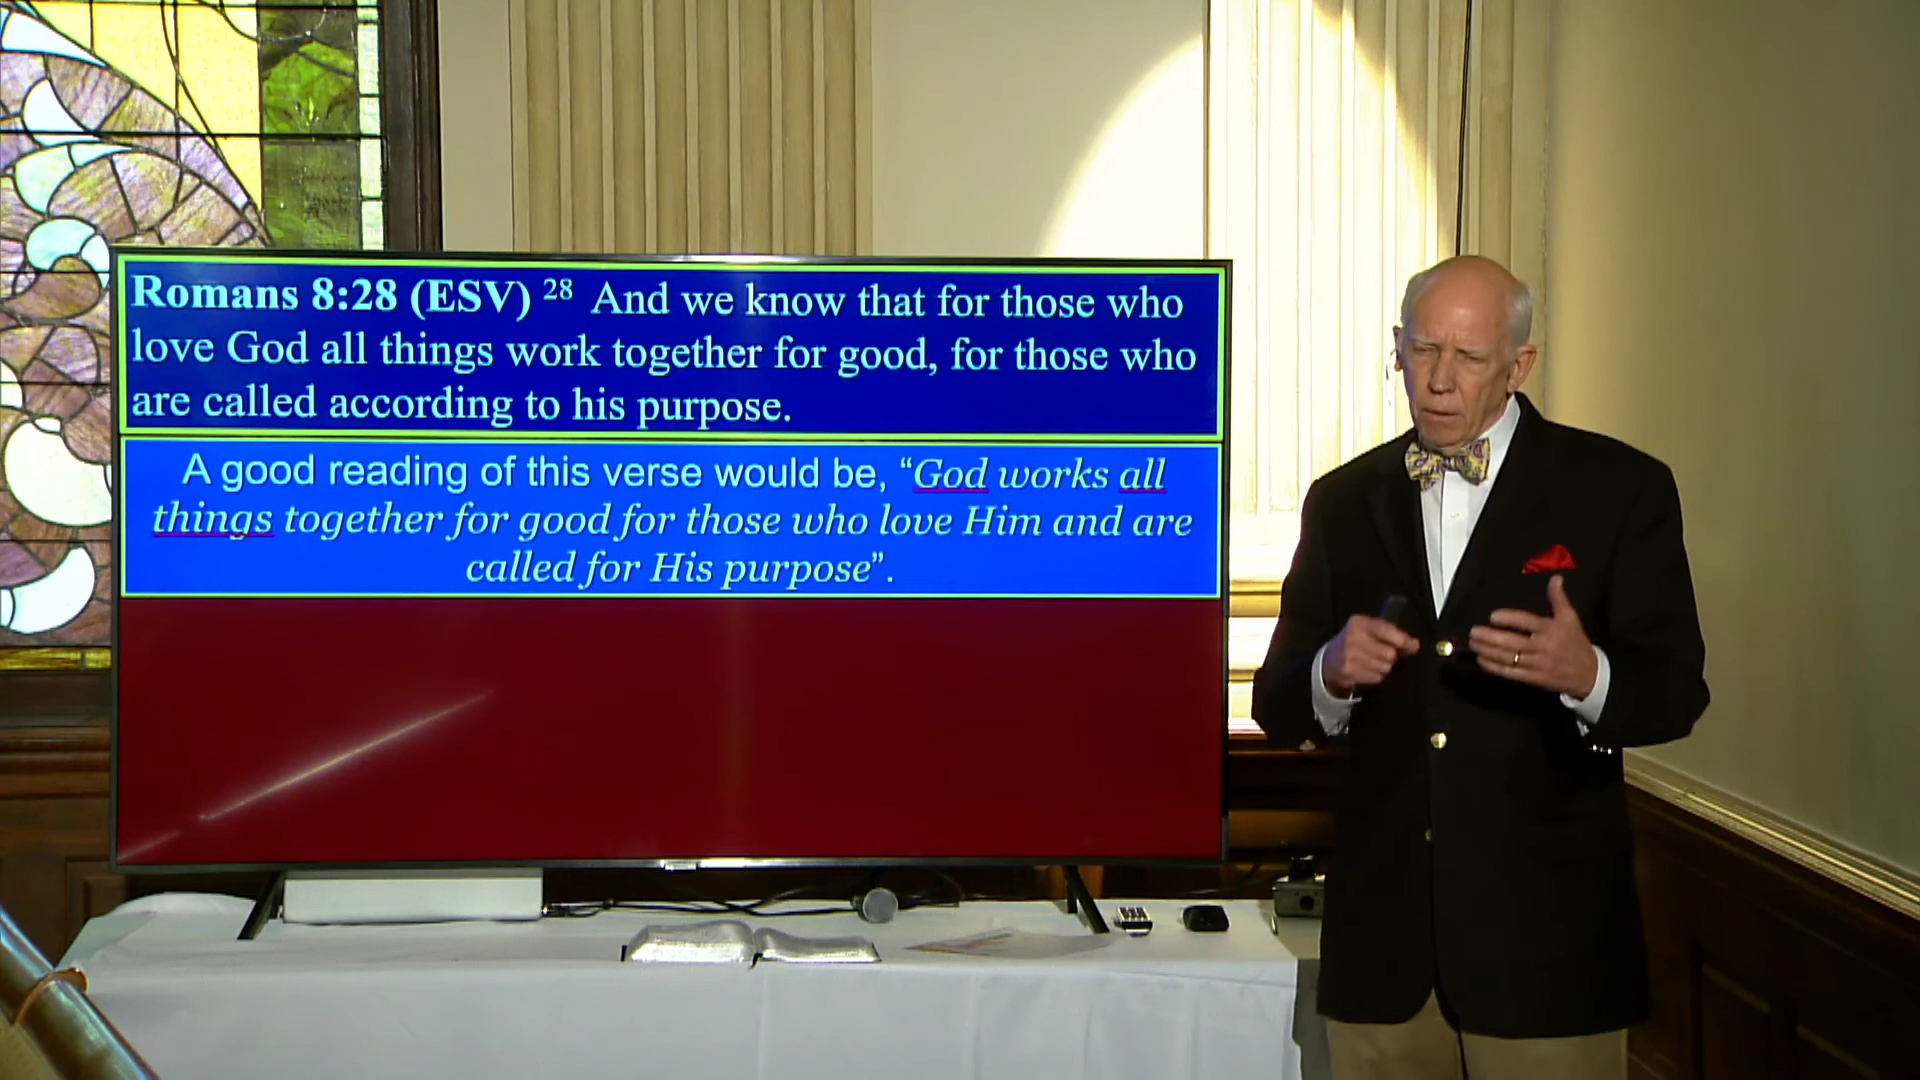 Romans 8:28 (ESV) 28 And we know that for those who
love God all things work together for good, for those who
are called according to his purpose.
A good reading of this verse would be, “God works all
things together for good for those who love Him and are
called for His purpose”.